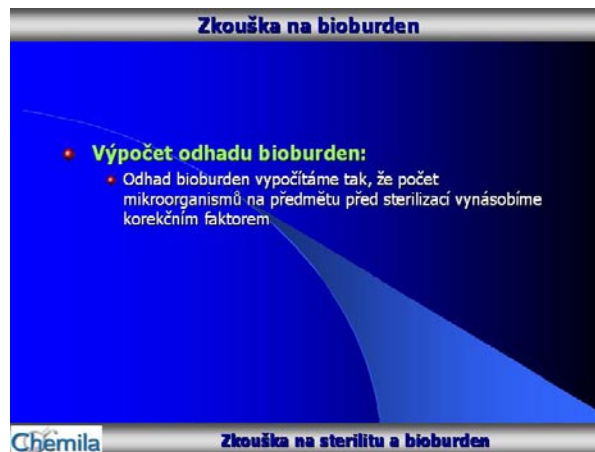 Zkouška na bioburden
Výpočet odhadu bioburden:
Odhad bioburden vypočítáme tak, že počet
mikroorganismů na předmětu před sterilizací vynásobíme
korekčním faktorem
Chemila
Zkouška na sterilitu a bioburden